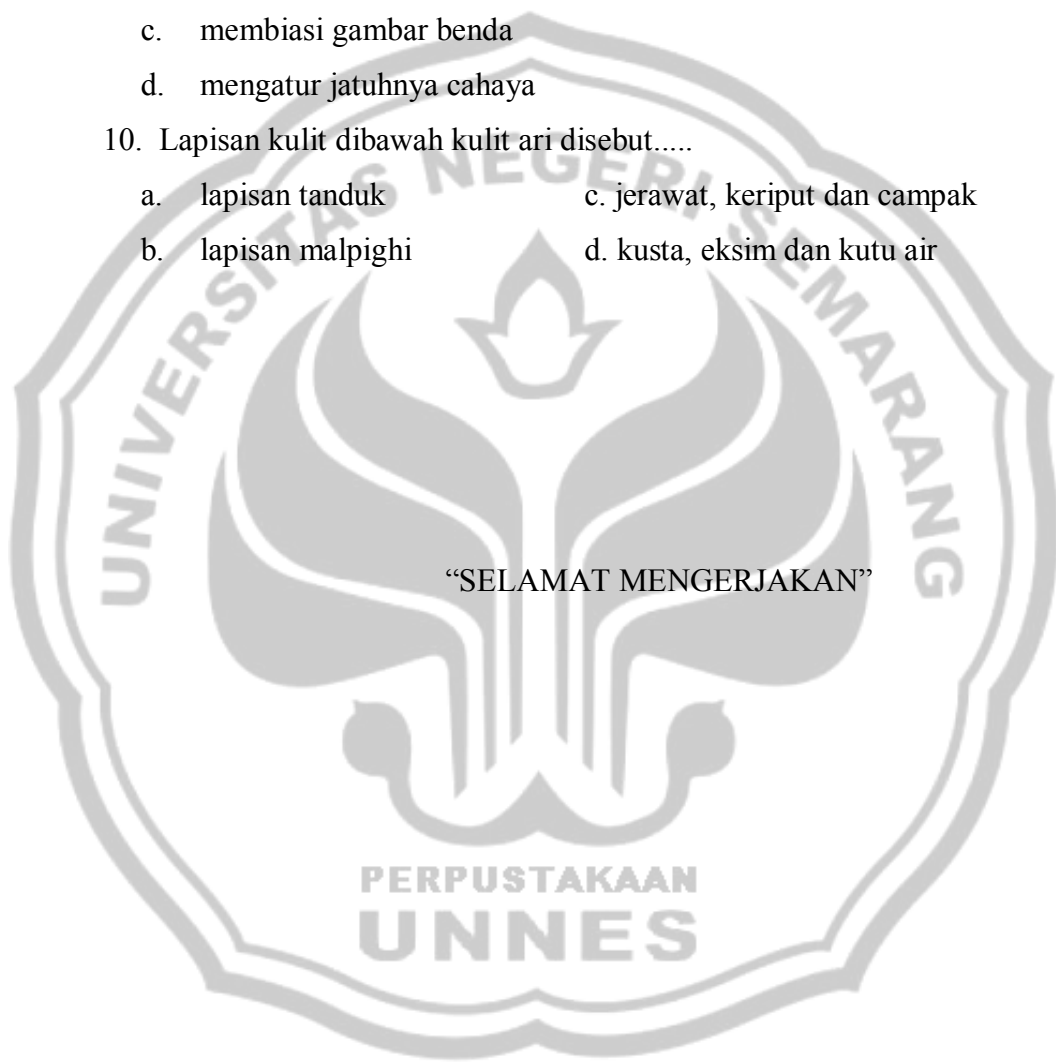 c. membiasi gambar benda
d. mengatur jatuhnya cahaya
10. Lapisan kulit dibawah kulit ari disebut.....
a. lapisan tanduk c. jerawat, keriput dan campak
b. lapisan malpighi d. kusta, eksim dan kutu air
UNIVERSITAS NEGERI SEMARANG
“SELAMAT MENGERJAKAN”
PERPUSTAKAAN
UNNES